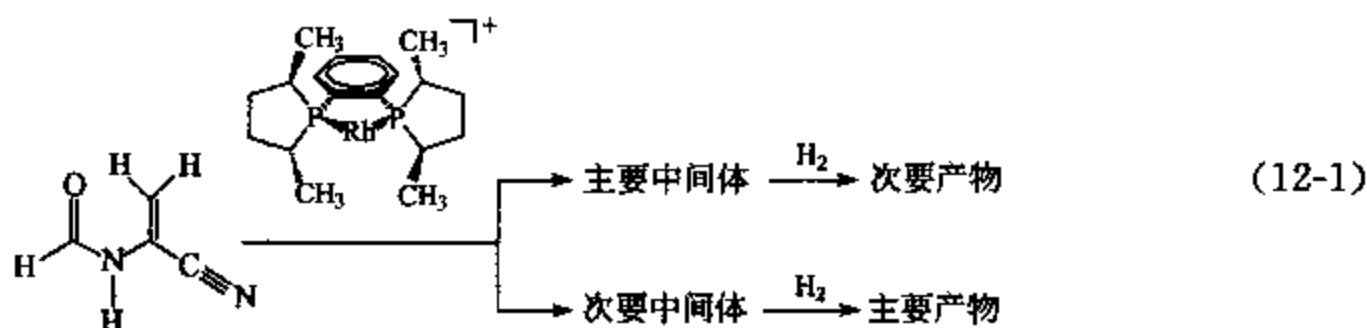 CH₃ CH₃ ⌉⁺
P Rh P
H H CH₃ CH₃
主要中间体 H₂ 次要产物 (12-1)
O
H N C N
H
次要中间体 H₂ 主要产物